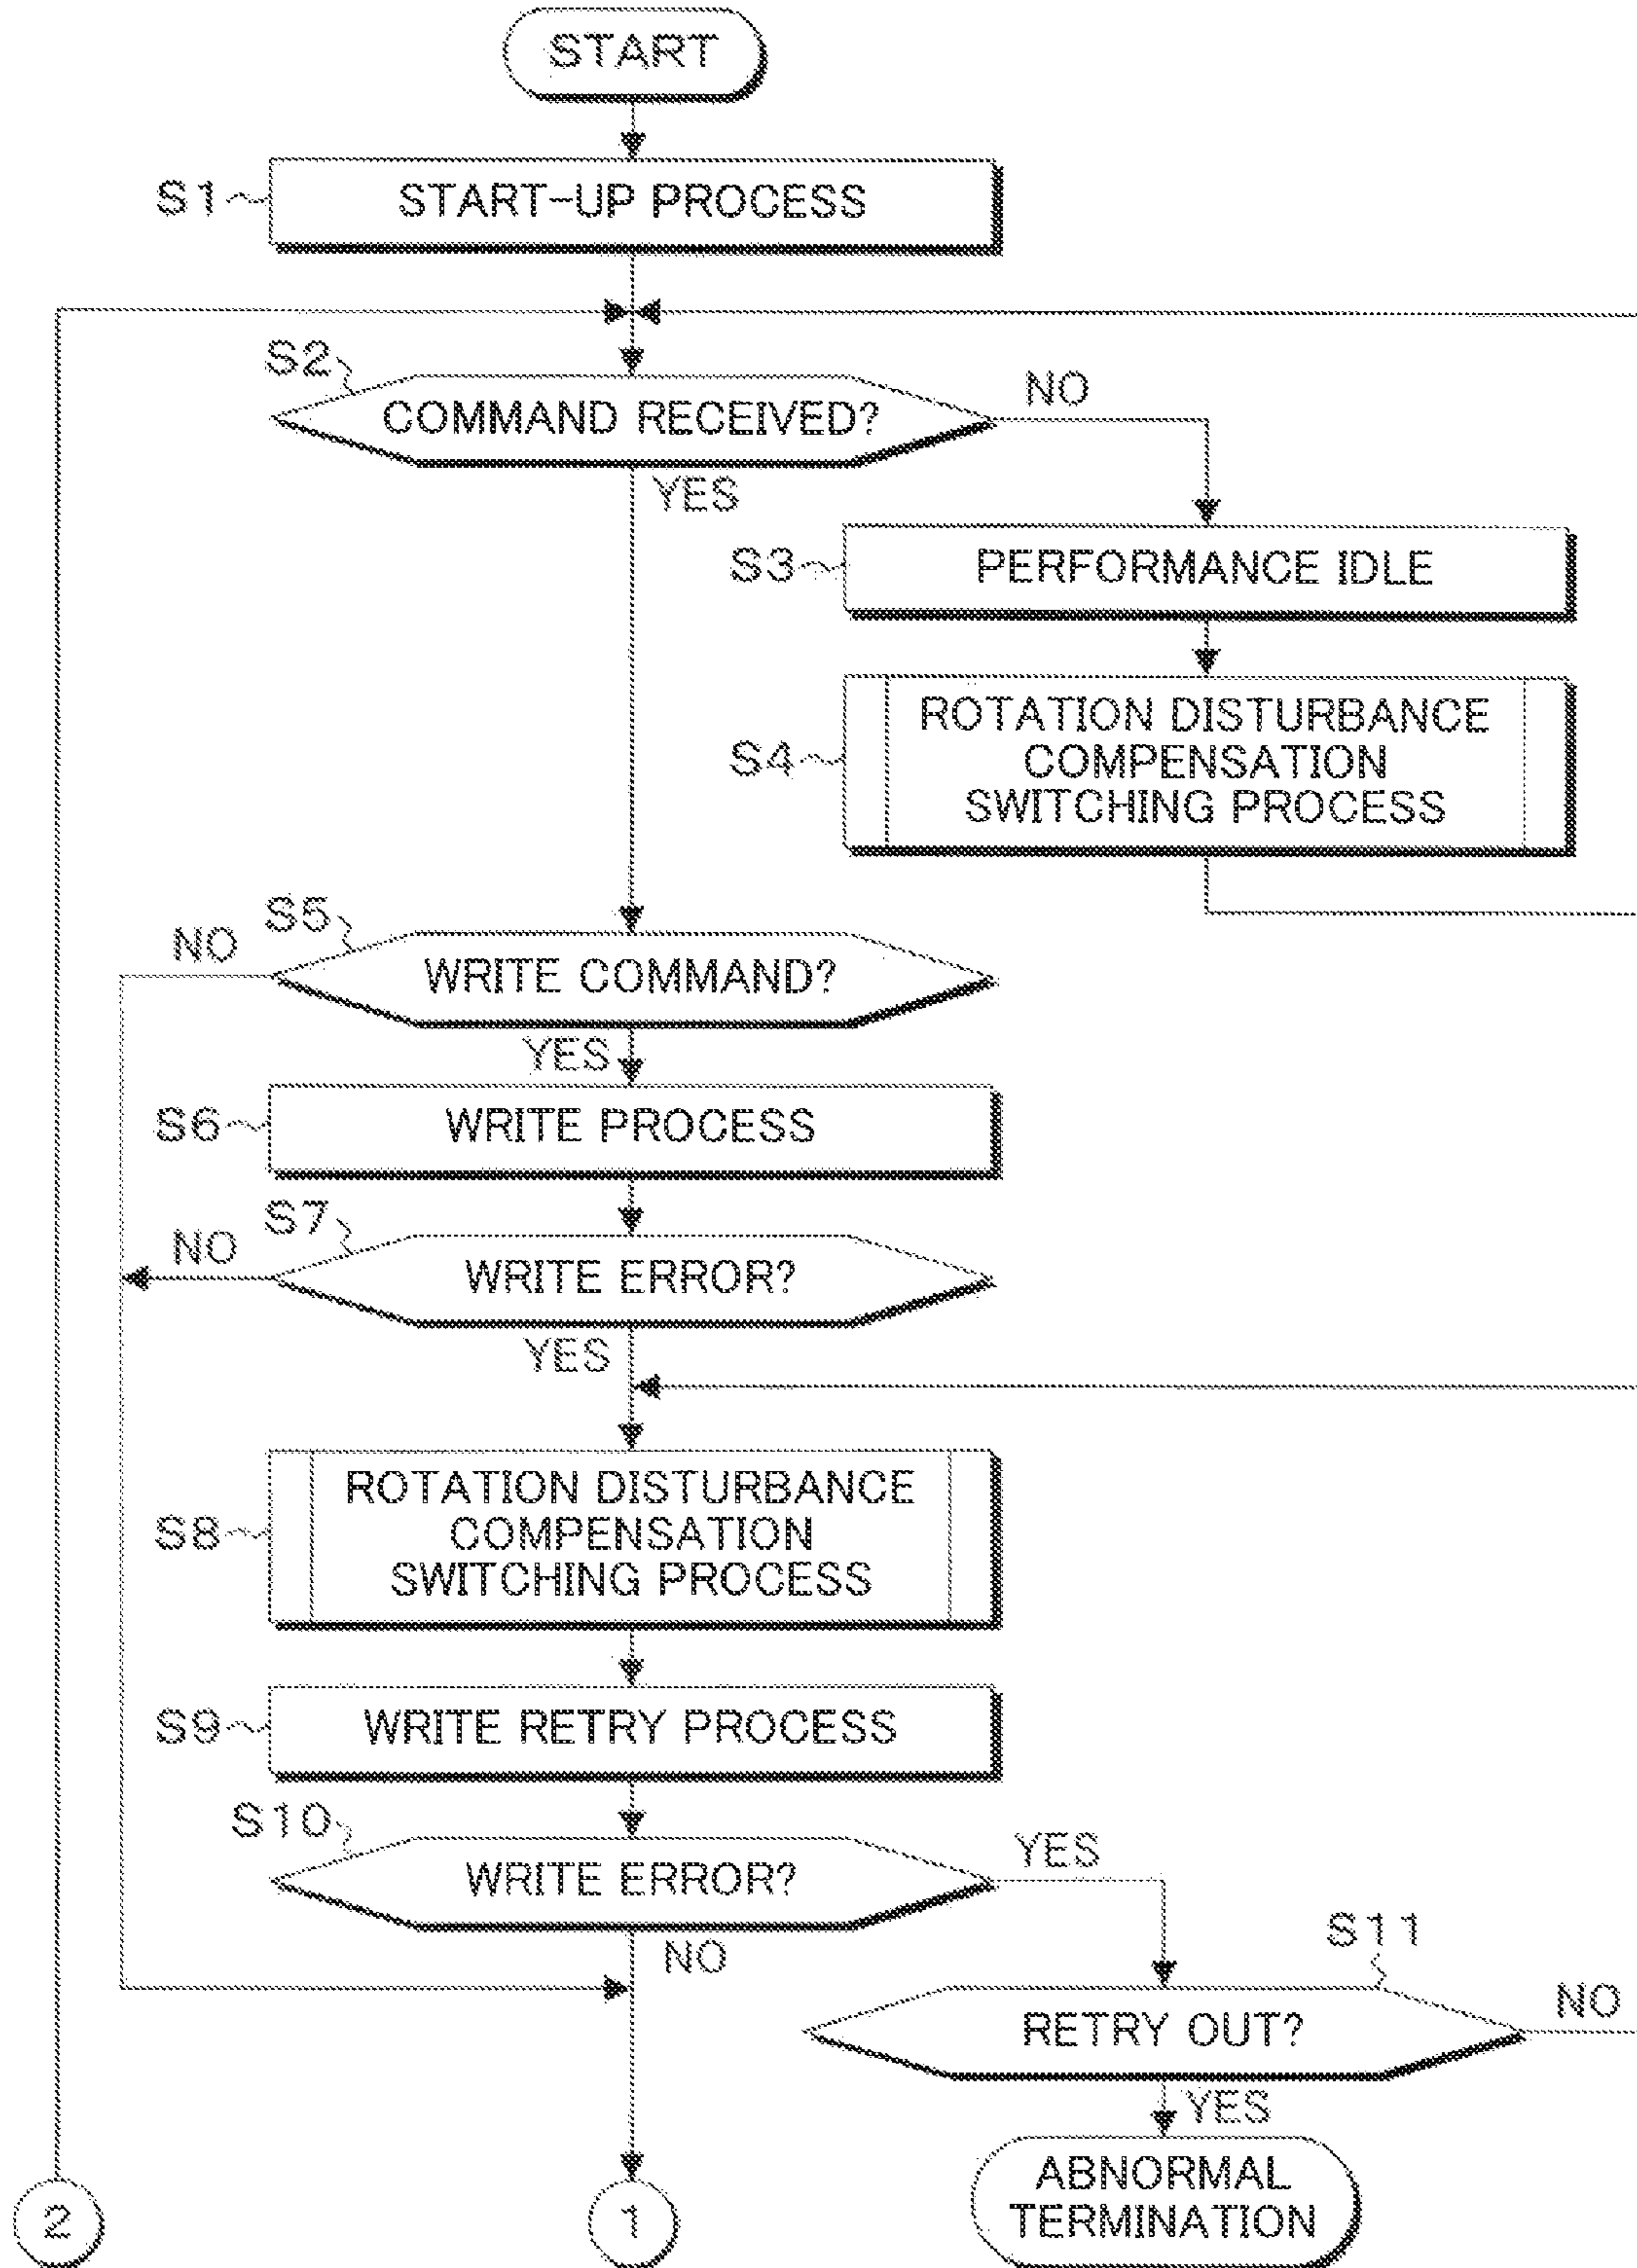 START
S1
START-UP PROCESS
S2
COMMAND RECEIVED?
NO
YES
S3
PERFORMANCE IDLE
S4
ROTATION DISTURBANCE
COMPENSATION
SWITCHING PROCESS
S5
NO
WRITE COMMAND?
YES
S6
WRITE PROCESS
S7
NO
WRITE ERROR?
YES
S8
ROTATION DISTURBANCE
COMPENSATION
SWITCHING PROCESS
S9
WRITE RETRY PROCESS
S10
WRITE ERROR?
YES
NO
S11
RETRY OUT?
NO
YES
ABNORMAL
TERMINATION
2
1